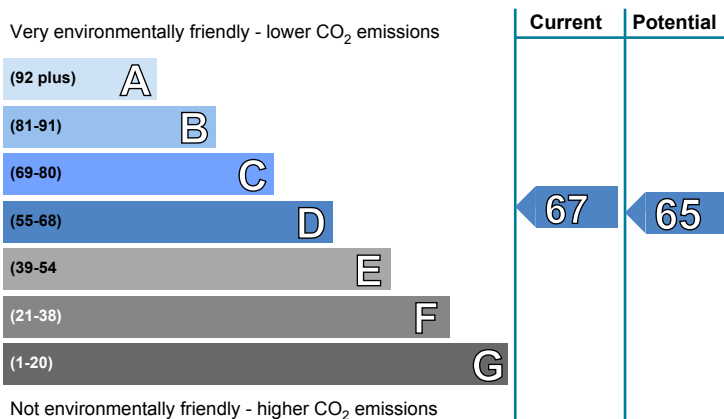 Current Potential
Very environmentally friendly - lower CO2 emissions
(92 plus) A
(81-91) B
(69-80) C
(55-68) D
67 65
(39-54 E
(21-38) F
(1-20) G
Not environmentally friendly - higher CO2 emissions